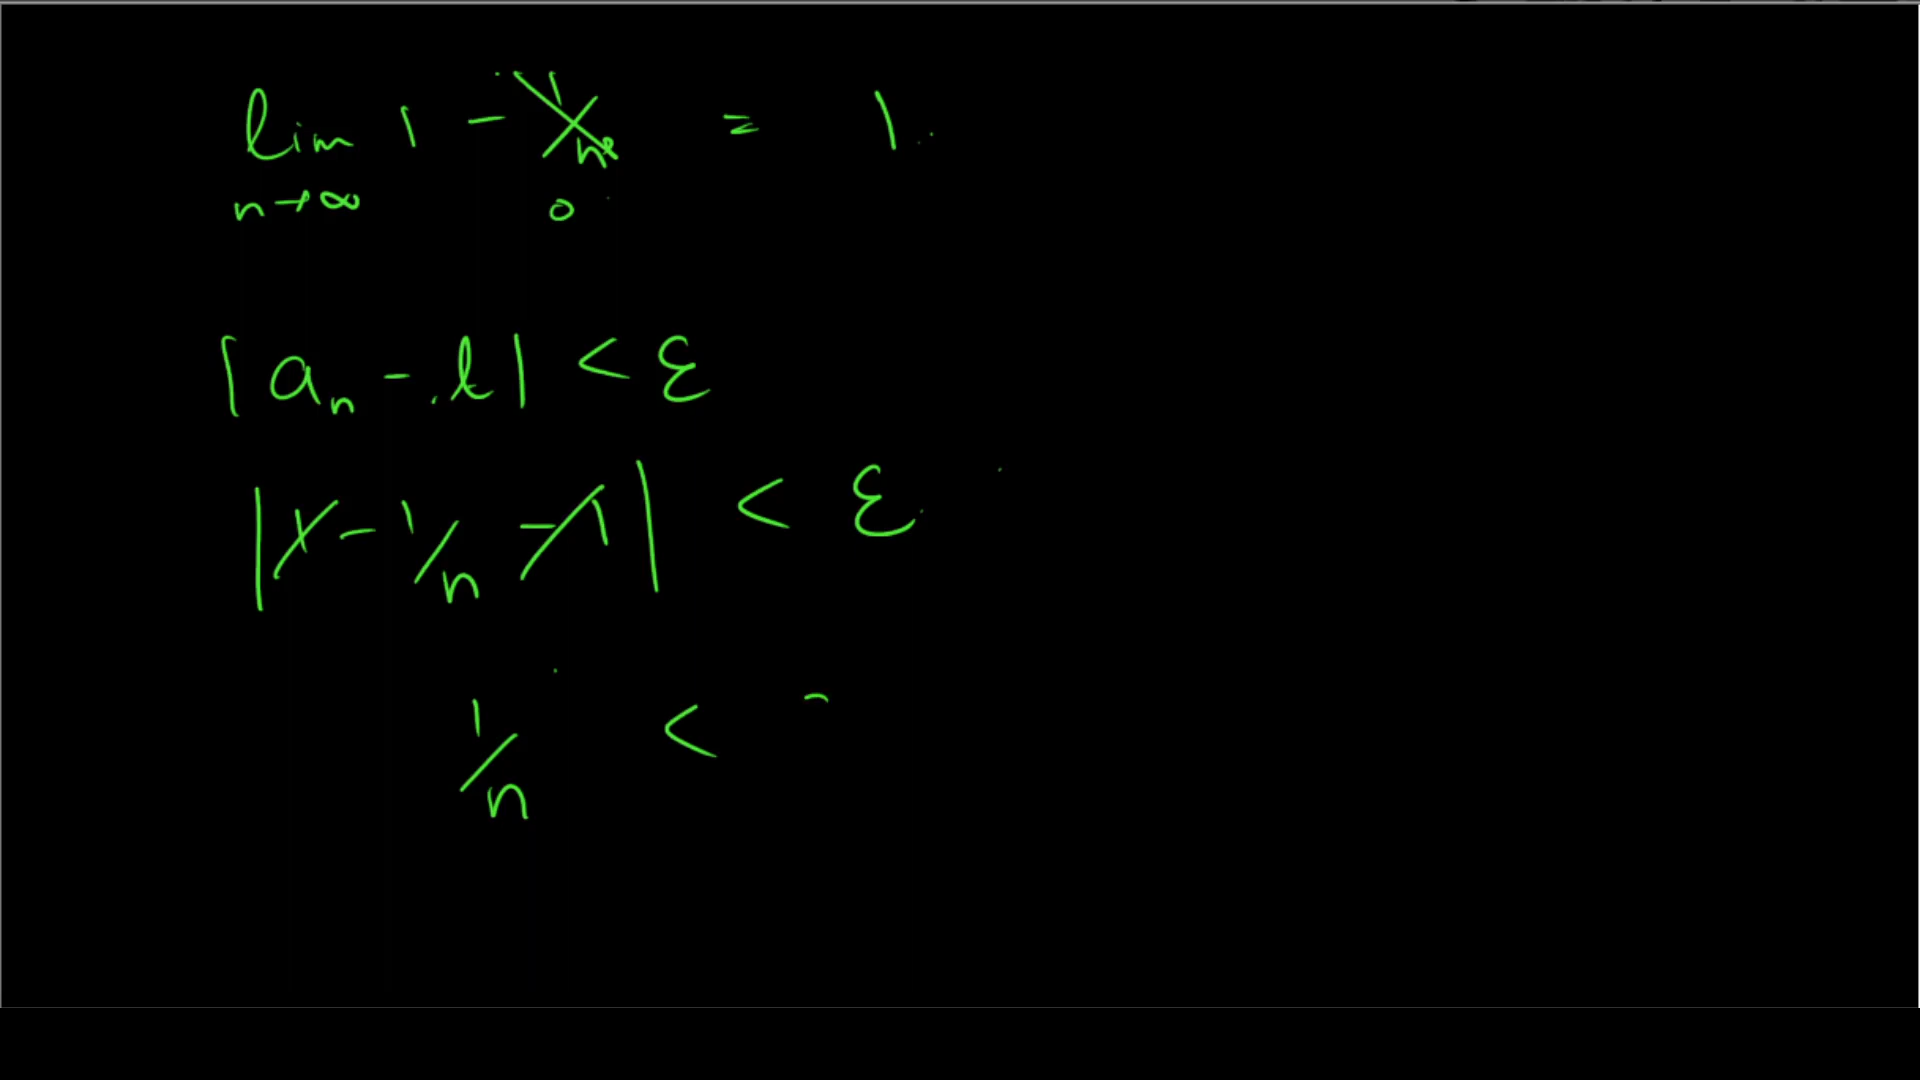 lim 1 - 1/n = 1
n→∞ 0
|aₙ - l| < ε
|1 - 1/n - 1| < ε
1/n <